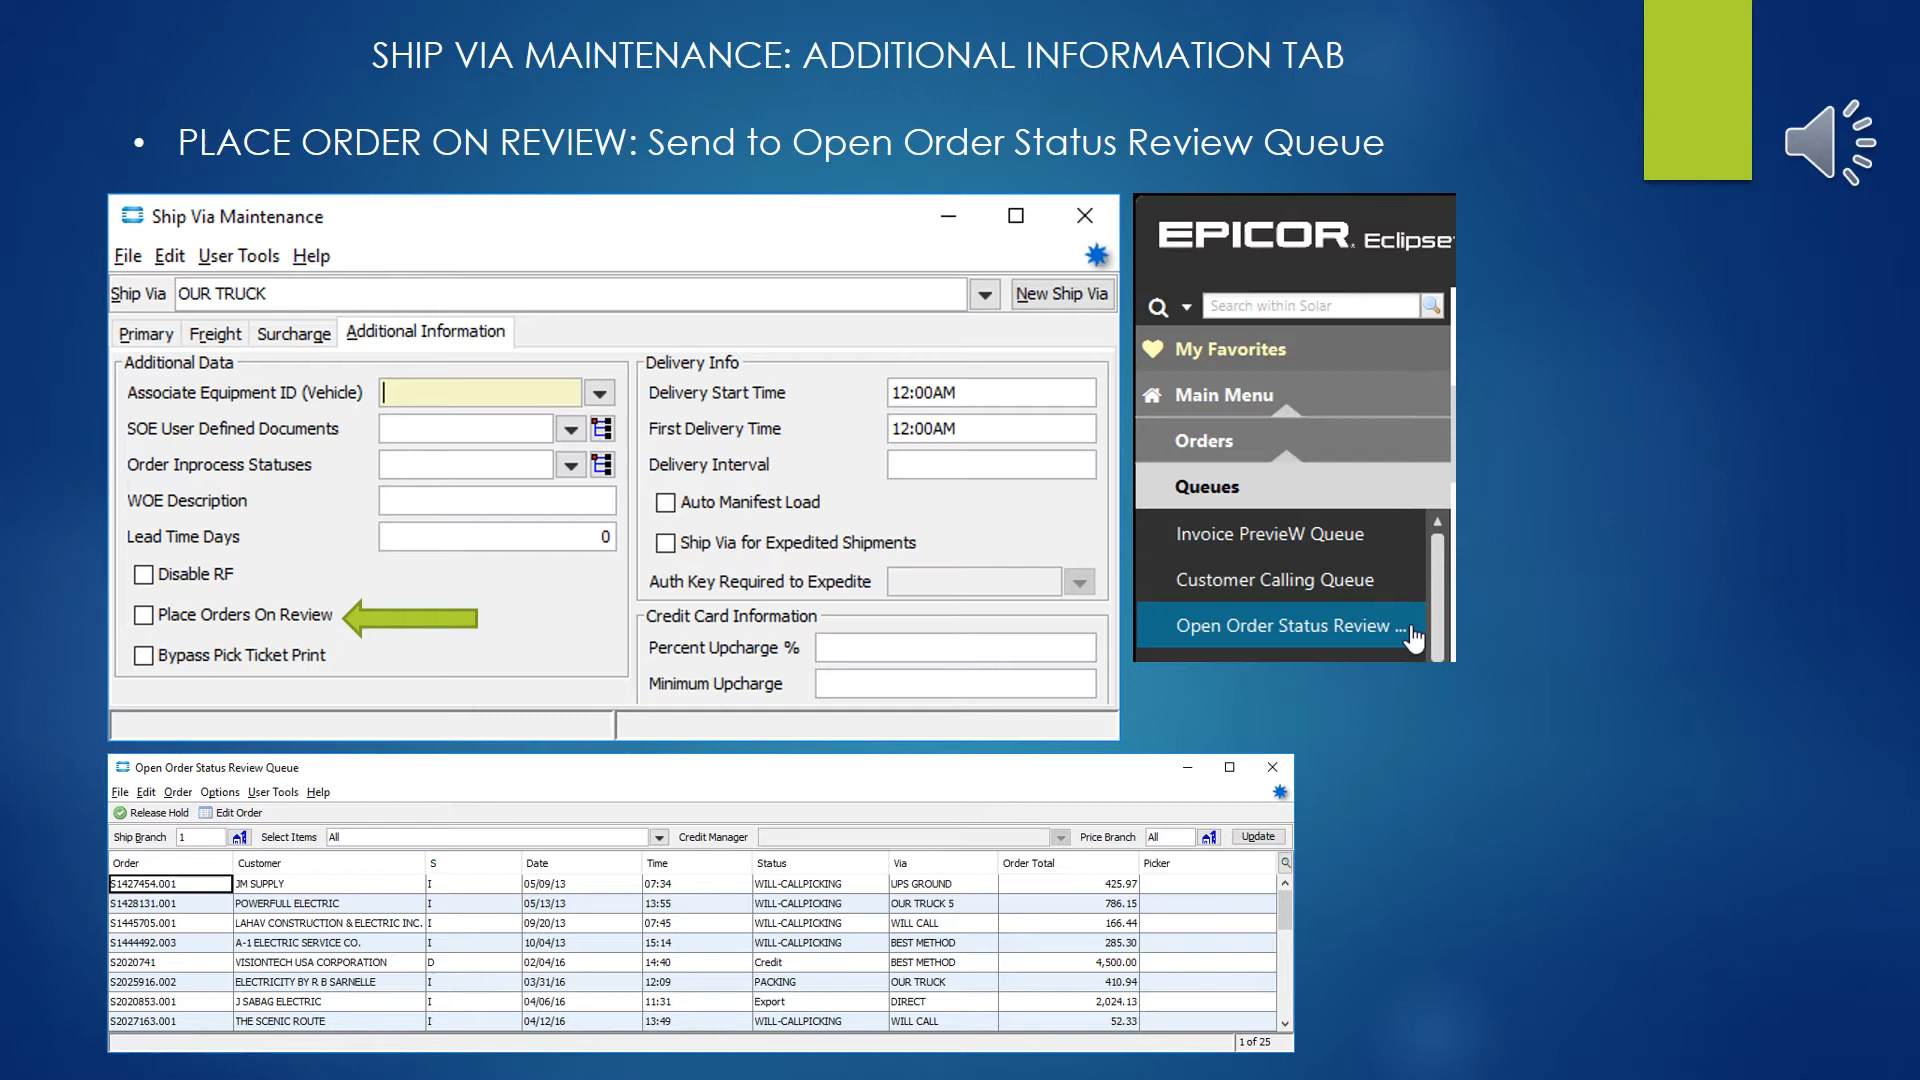 SHIP VIA MAINTENANCE: ADDITIONAL INFORMATION TAB
• PLACE ORDER ON REVIEW: Send to Open Order Status Review Queue
Ship Via Maintenance
File Edit User Tools Help
Ship Via OUR TRUCK New Ship Via
Primary Freight Surcharge Additional Information
Additional Data
Associate Equipment ID (Vehicle)
SOE User Defined Documents
Order Inprocess Statuses
WOE Description
Lead Time Days 0
Disable RF
Place Orders On Review
Bypass Pick Ticket Print
Delivery Info
Delivery Start Time 12:00AM
First Delivery Time 12:00AM
Delivery Interval
Auto Manifest Load
Ship Via for Expedited Shipments
Auth Key Required to Expedite
Credit Card Information
Percent Upcharge %
Minimum Upcharge
EPICOR Eclipse
Search within Solar
My Favorites
Main Menu
Orders
Queues
Invoice PrevieW Queue
Customer Calling Queue
Open Order Status Review ...
Open Order Status Review Queue
File Edit Order Options User Tools Help
Release Hold Edit Order
Ship Branch 1 Select Items All Credit Manager Price Branch All Update
Order Customer S Date Time Status Via Order Total Picker
S1427454.001 JM SUPPLY I 05/09/13 07:34 WILL-CALLPICKING UPS GROUND 425.97
S1428131.001 POWERFULL ELECTRIC I 05/13/13 13:55 WILL-CALLPICKING OUR TRUCK 5 786.15
S1445705.001 LAHAV CONSTRUCTION & ELECTRIC INC. I 09/20/13 07:45 WILL-CALLPICKING WILL CALL 166.44
S1444492.003 A-1 ELECTRIC SERVICE CO. I 10/04/13 15:14 WILL-CALLPICKING BEST METHOD 285.30
S2020741 VISIONTECH USA CORPORATION D 02/04/16 14:40 Credit BEST METHOD 4,500.00
S2025916.002 ELECTRICITY BY R B SARNELLE I 03/31/16 12:09 PACKING OUR TRUCK 410.94
S2020853.001 J SABAG ELECTRIC I 04/06/16 11:31 Export DIRECT 2,024.13
S2027163.001 THE SCENIC ROUTE I 04/12/16 13:49 WILL-CALLPICKING WILL CALL 52.33
1 of 25